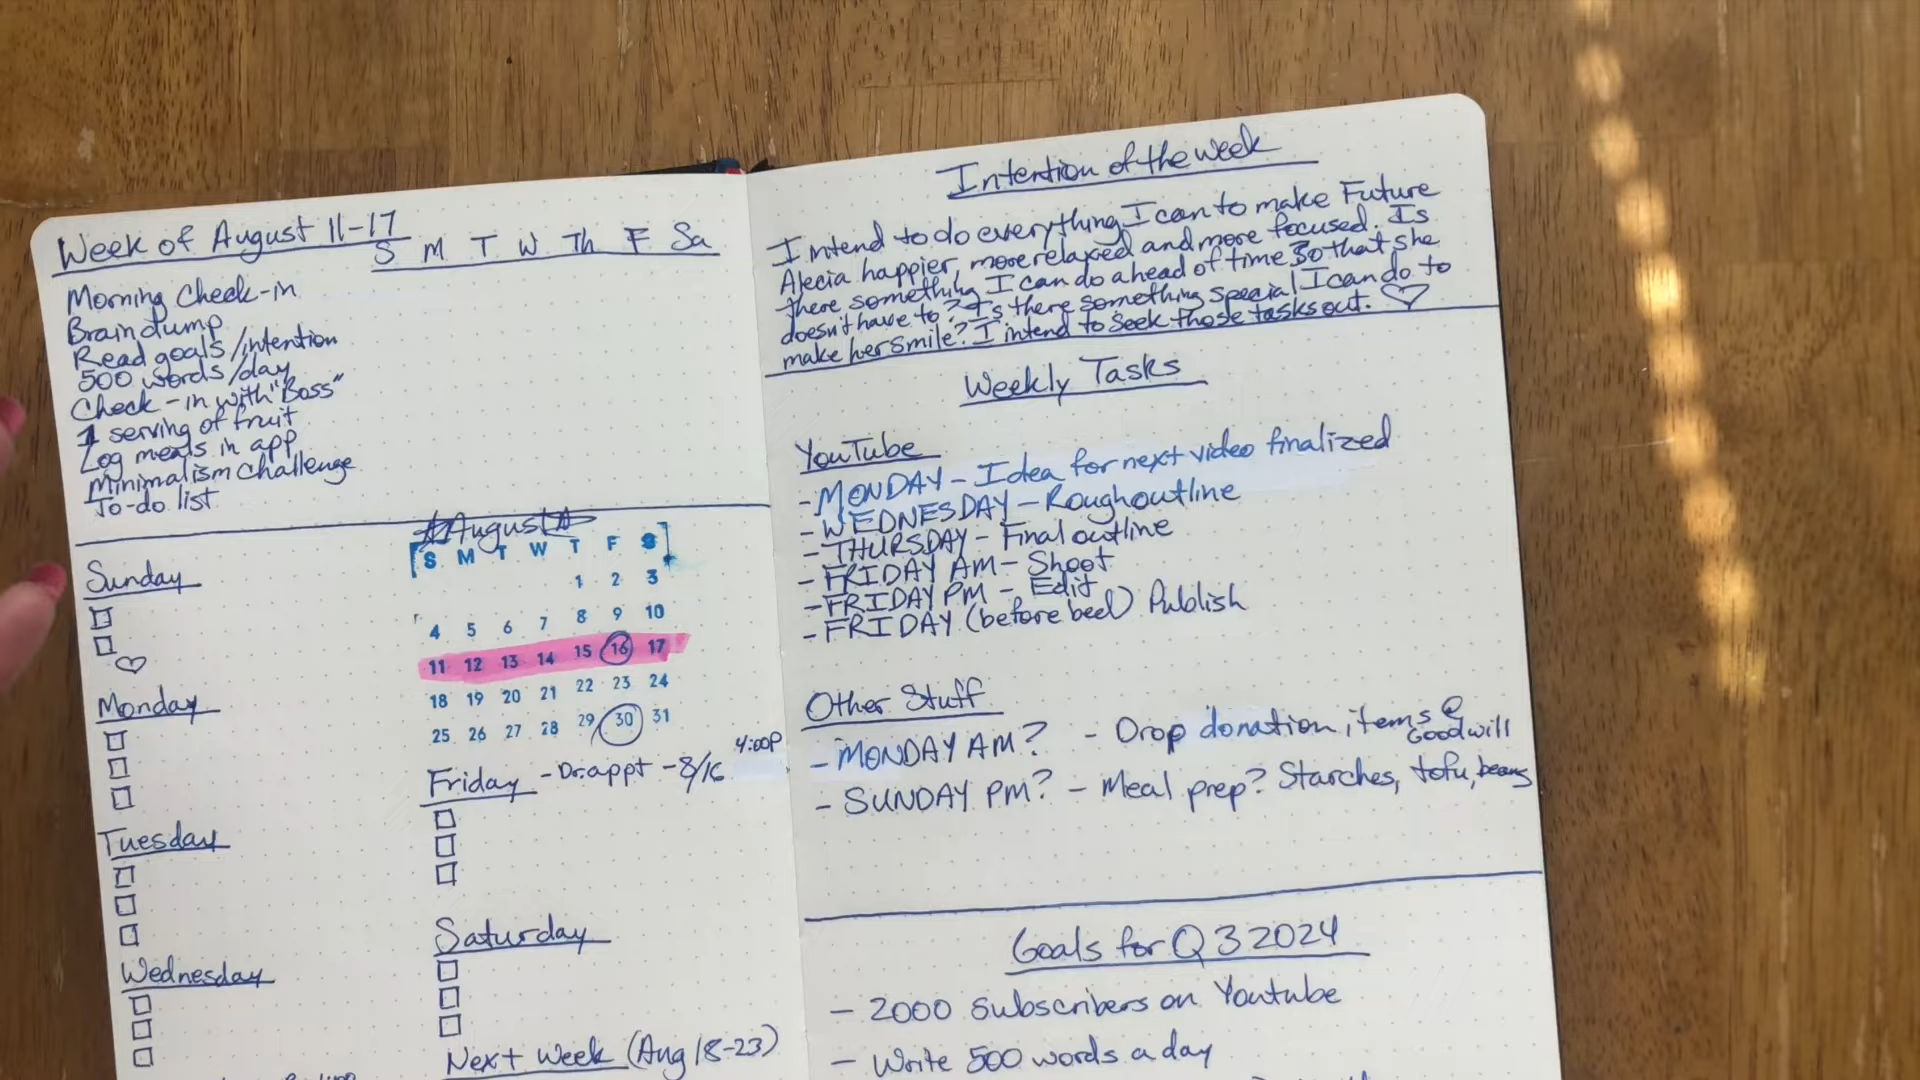 Week of August 11-17
S M T W Th F Sa
Morning Check-in
Braindump
Read goals/intention
500 words/day
Check-in with "Boss"
1 serving of fruit
Log meals in app
Minimalism Challenge
To-do list
Sunday
Monday
Tuesday
Wednesday
August
S M T W T F S
1 2 3
4 5 6 7 8 9 10
11 12 13 14 15 16 17
18 19 20 21 22 23 24
25 26 27 28 29 30 31
Friday - Dr. appt - 8/16 4:00P
Saturday
Next Week (Aug 18-23)
Intention of the week
I intend to do everything I can to make Future
Alecia happier, more relaxed and more focused. Is
there something I can do ahead of time so that she
doesn't have to? Is there something special I can do to
make her smile? I intend to seek those tasks out.
Weekly Tasks
YouTube
- MONDAY - Idea for next video finalized
- WEDNESDAY - Rough outline
- THURSDAY - Final outline
- FRIDAY AM - Shoot
- FRIDAY PM - Edit
- FRIDAY (before bed) Publish
Other Stuff
- MONDAY AM? - Drop donation items @ Goodwill
- SUNDAY PM? - Meal prep? Starches, tofu, beans
Goals for Q3 2024
- 2000 subscribers on Youtube
- Write 500 words a day